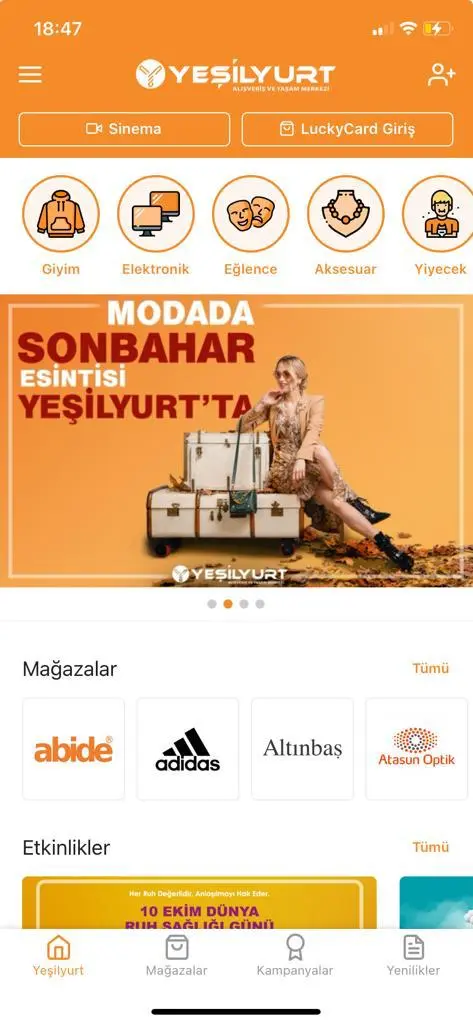 18:47
YEŞİLYURT
ALIŞVERİŞ VE YAŞAM MERKEZİ
Sinema
LuckyCard Giriş
Giyim
Elektronik
Eğlence
Aksesuar
Yiyecek
MODADA
SONBAHAR
ESİNTİSİ
YEŞİLYURT'TA
YEŞİLYURT
Mağazalar
Tümü
abide
adidas
Altınbaş
Atasun Optik
Etkinlikler
Tümü
Her Ruh Değerlidir, Anlaşılmayı Hak Eder.
10 EKİM DÜNYA
RUH SAĞLIĞI GÜNÜ
Yeşilyurt
Mağazalar
Kampanyalar
Yenilikler